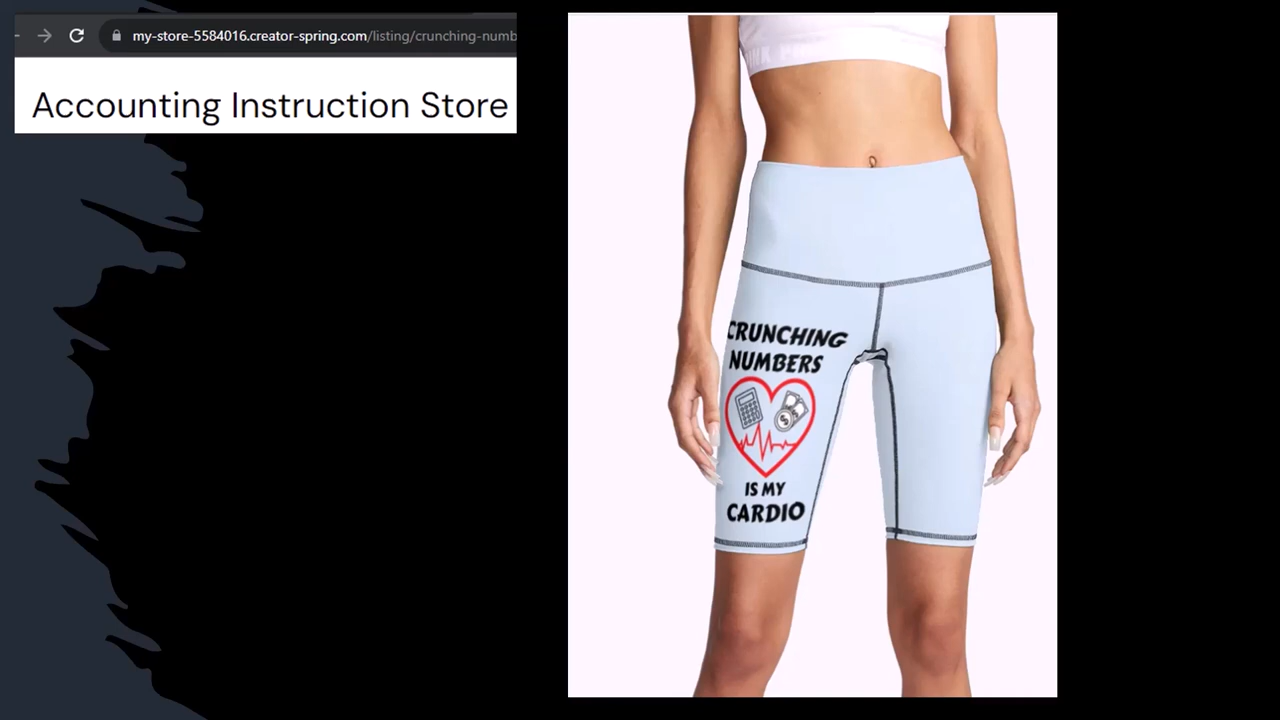 my-store-5584016.creator-spring.com/listing/crunching-numb
Accounting Instruction Store
CRUNCHING
NUMBERS
IS MY
CARDIO